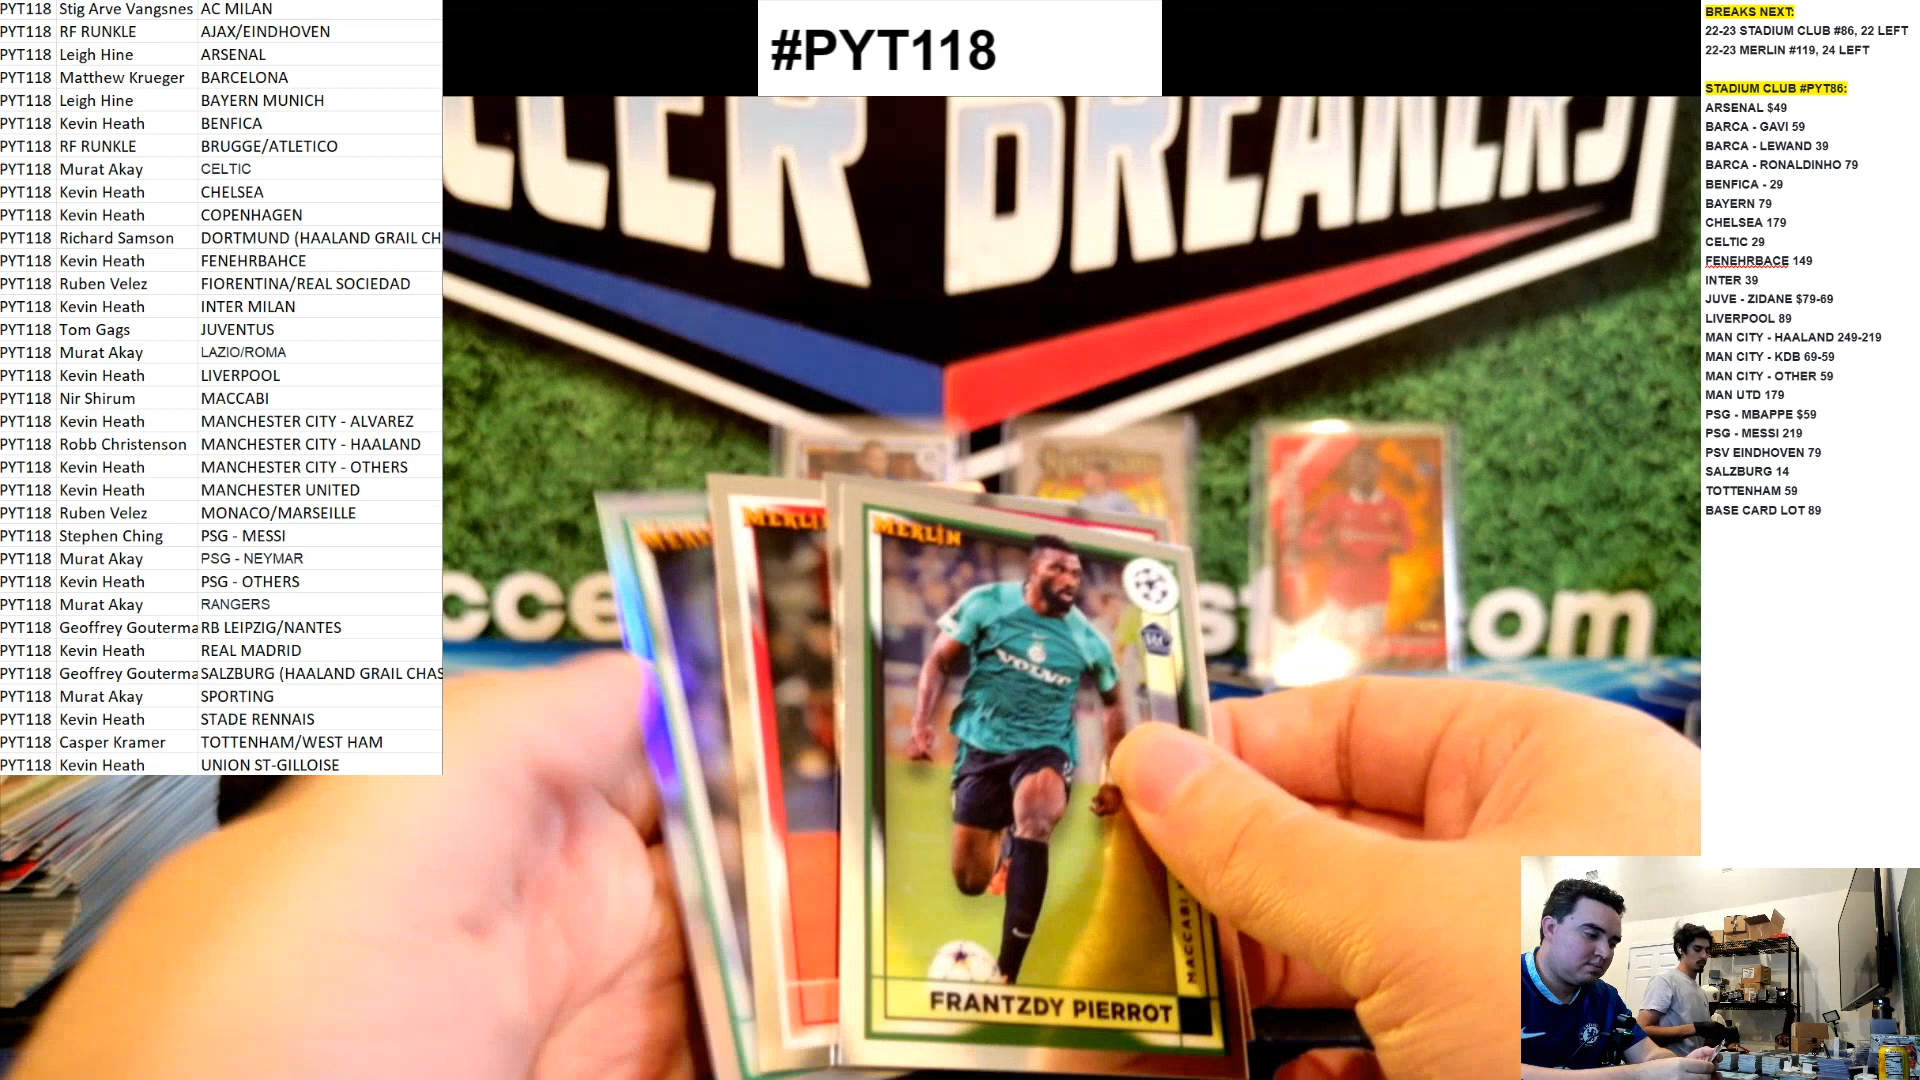 PYT118 Stig Arve Vangsnes AC MILAN
PYT118 RF RUNKLE AJAX/EINDHOVEN
PYT118 Leigh Hine ARSENAL
PYT118 Matthew Krueger BARCELONA
PYT118 Leigh Hine BAYERN MUNICH
PYT118 Kevin Heath BENFICA
PYT118 RF RUNKLE BRUGGE/ATLETICO
PYT118 Murat Akay CELTIC
PYT118 Kevin Heath CHELSEA
PYT118 Kevin Heath COPENHAGEN
PYT118 Richard Samson DORTMUND (HAALAND GRAIL CH
PYT118 Kevin Heath FENEHRBAHCE
PYT118 Ruben Velez FIORENTINA/REAL SOCIEDAD
PYT118 Kevin Heath INTER MILAN
PYT118 Tom Gags JUVENTUS
PYT118 Murat Akay LAZIO/ROMA
PYT118 Kevin Heath LIVERPOOL
PYT118 Nir Shirum MACCABI
PYT118 Kevin Heath MANCHESTER CITY - ALVAREZ
PYT118 Robb Christenson MANCHESTER CITY - HAALAND
PYT118 Kevin Heath MANCHESTER CITY - OTHERS
PYT118 Kevin Heath MANCHESTER UNITED
PYT118 Ruben Velez MONACO/MARSEILLE
PYT118 Stephen Ching PSG - MESSI
PYT118 Murat Akay PSG - NEYMAR
PYT118 Kevin Heath PSG - OTHERS
PYT118 Murat Akay RANGERS
PYT118 Geoffrey Gouterma RB LEIPZIG/NANTES
PYT118 Kevin Heath REAL MADRID
PYT118 Geoffrey Gouterma SALZBURG (HAALAND GRAIL CHAS
PYT118 Murat Akay SPORTING
PYT118 Kevin Heath STADE RENNAIS
PYT118 Casper Kramer TOTTENHAM/WEST HAM
PYT118 Kevin Heath UNION ST-GILLOISE
#PYT118
CCER BREAKERS
MERLIN
MERLIN
MERLIN
VOLVO
MACCABI
FRANTZDY PIERROT
BREAKS NEXT:
22-23 STADIUM CLUB #86, 22 LEFT
22-23 MERLIN #119, 24 LEFT
STADIUM CLUB #PYT86:
ARSENAL $49
BARCA - GAVI 59
BARCA - LEWAND 39
BARCA - RONALDINHO 79
BENFICA - 29
BAYERN 79
CHELSEA 179
CELTIC 29
FENEHRBACE 149
INTER 39
JUVE - ZIDANE $79-69
LIVERPOOL 89
MAN CITY - HAALAND 249-219
MAN CITY - KDB 69-59
MAN CITY - OTHER 59
MAN UTD 179
PSG - MBAPPE $59
PSG - MESSI 219
PSV EINDHOVEN 79
SALZBURG 14
TOTTENHAM 59
BASE CARD LOT 89